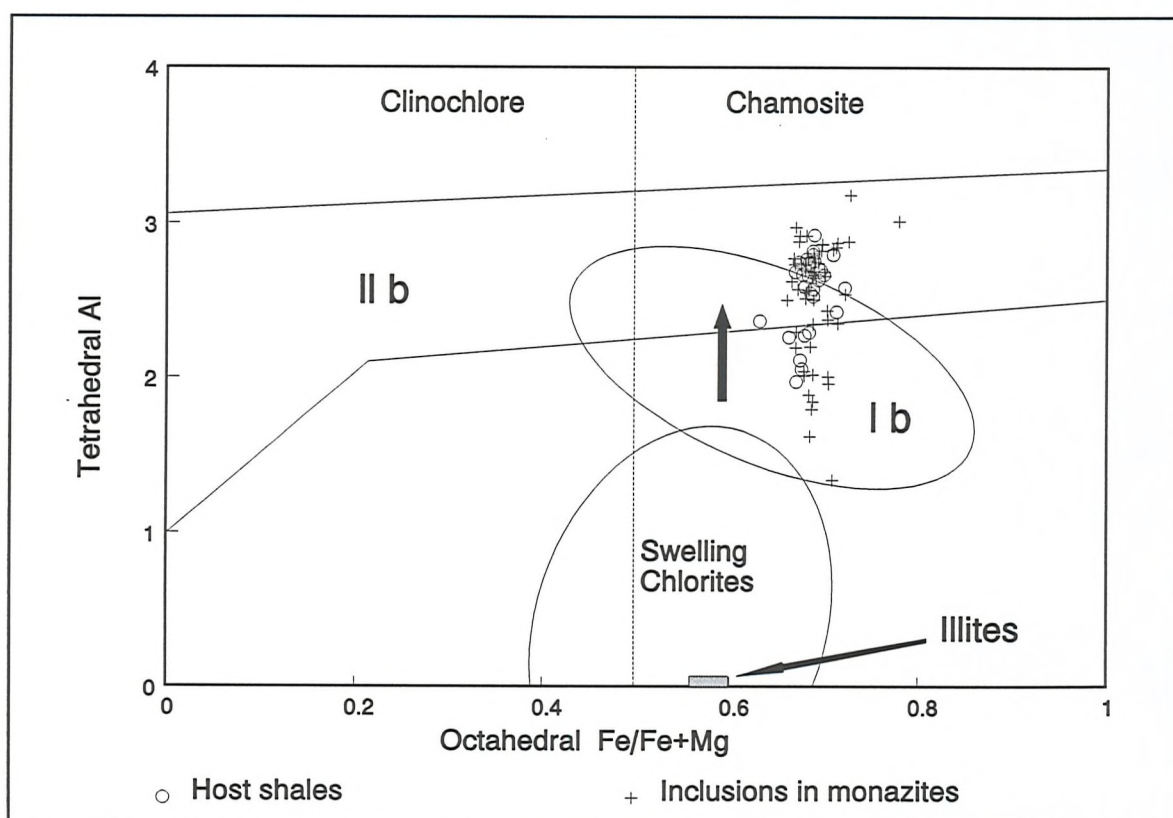 4
Clinochlore
Chamosite
3
II b
Tetrahedral Al
2
I b
1
Swelling
Chlorites
Illites
0
0
0.2
0.4
0.6
0.8
1
Octahedral Fe/Fe+Mg
Host shales
Inclusions in monazites